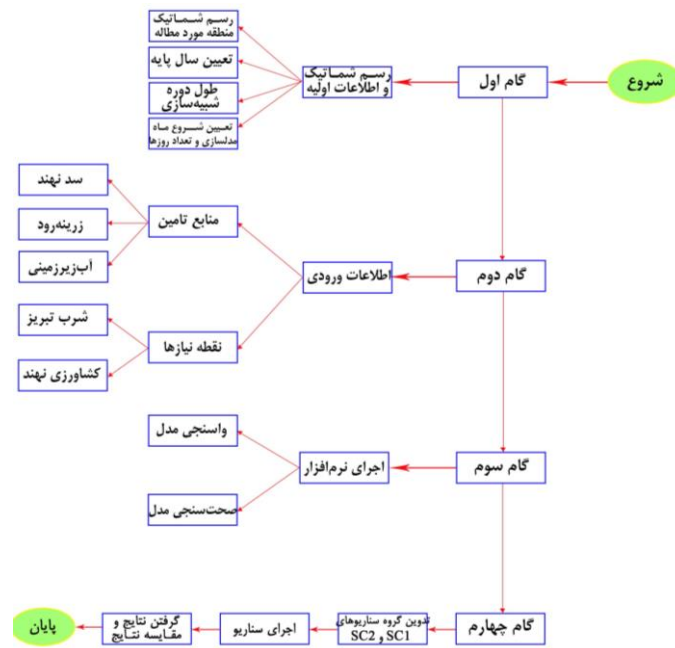 شروع
گام اول
رسم شماتیک
و اطلاعات اولیه
رسم شماتیک
منطقه مورد مطاله
تعیین سال پایه
طول دوره
شبیه‌سازی
تعیین شروع ماه
مدلسازی و تعداد روزها
گام دوم
اطلاعات ورودی
منابع تامین
سد نهند
زرینه‌رود
آب‌زیرزمینی
نقطه نیازها
شرب تبریز
کشاورزی نهند
گام سوم
اجرای نرم‌افزار
واسنجی مدل
صحت‌سنجی مدل
گام چهارم
تدوین گروه سناریوهای
SC1 و SC2
اجرای سناریو
گرفتن نتایج و
مقایسه نتایج
پایان